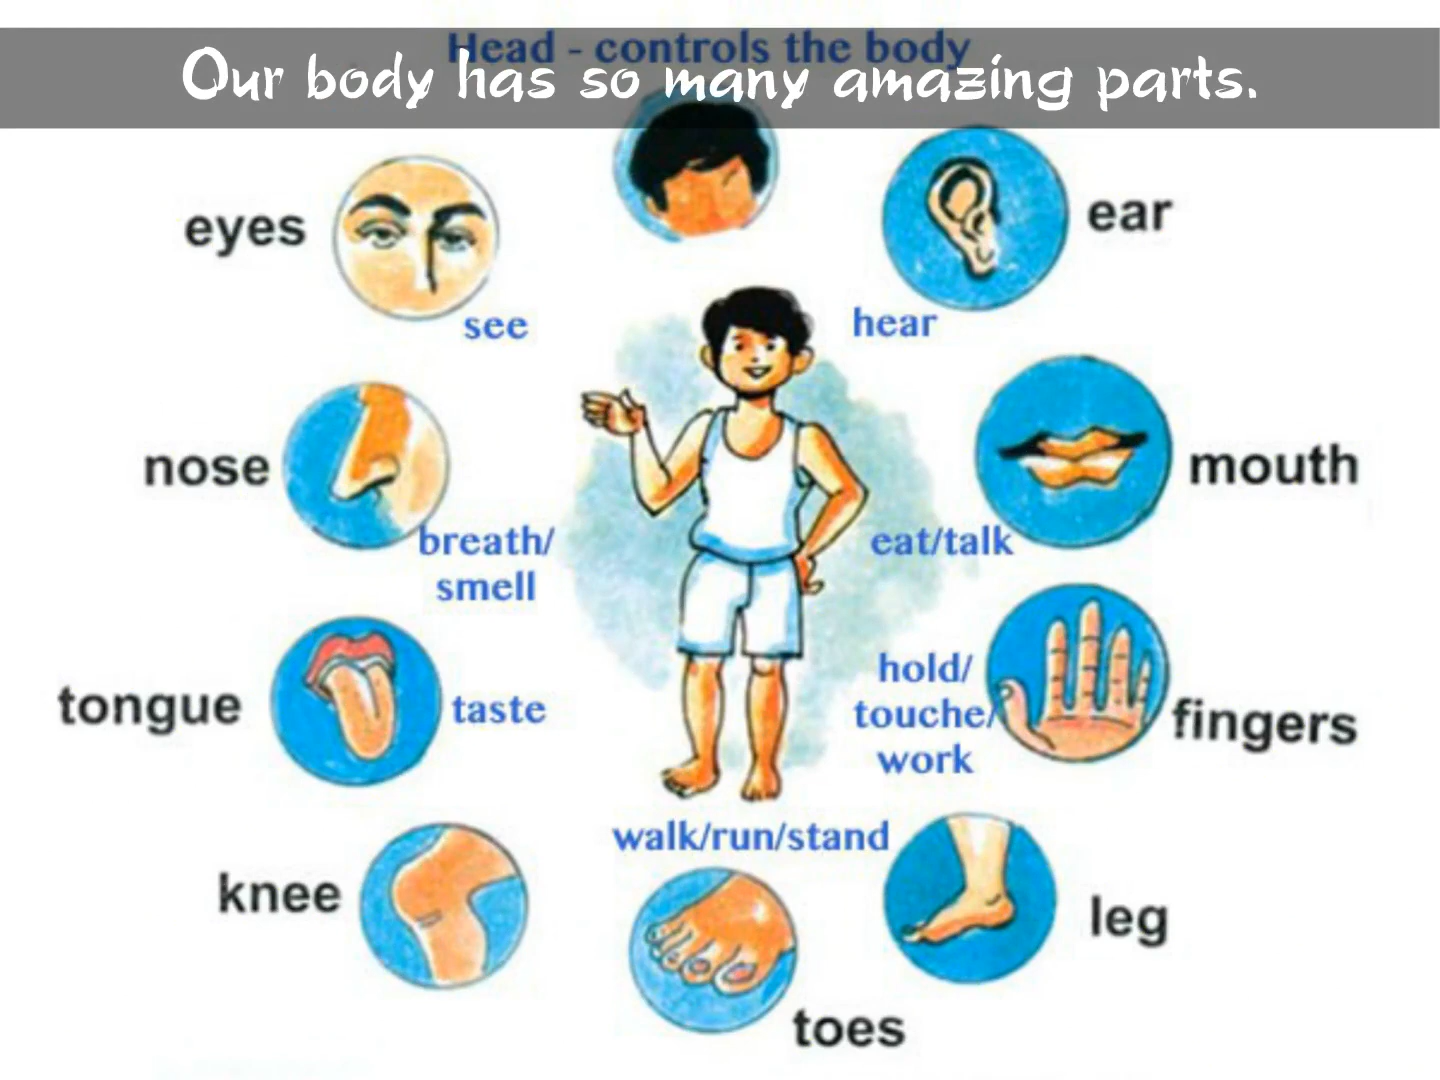 Head - controls the body
Our body has so many amazing parts.
eyes
see
ear
hear
nose
breath/
smell
mouth
eat/talk
tongue
taste
hold/
touche/
work
fingers
knee
walk/run/stand
leg
toes